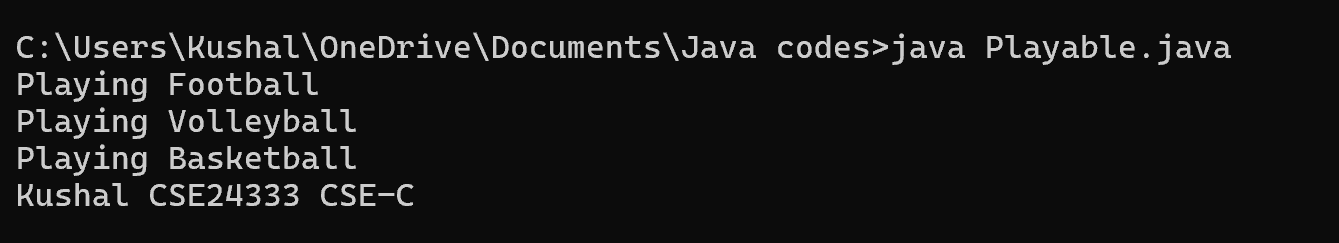 C:\Users\Kushal\OneDrive\Documents\Java codes>java Playable.java
Playing Football
Playing Volleyball
Playing Basketball
Kushal CSE24333 CSE-C